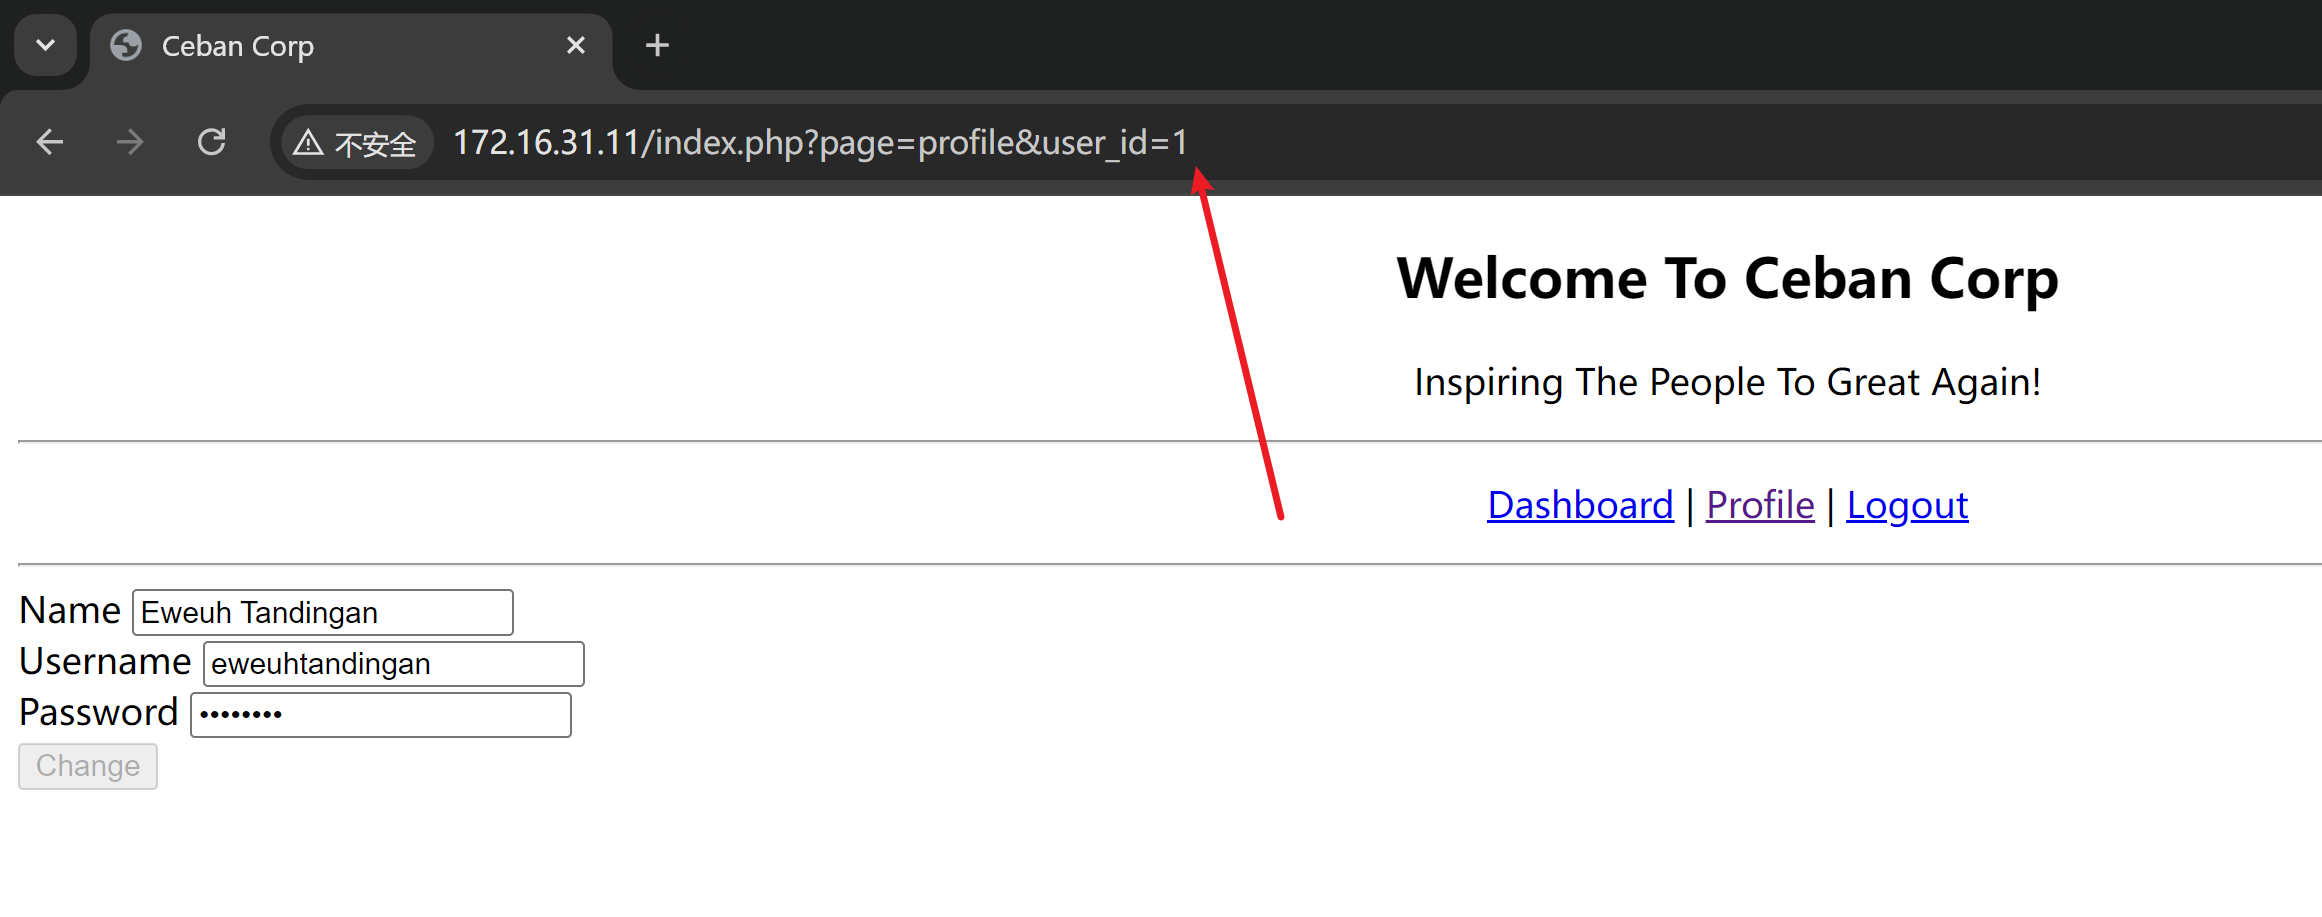 Ceban Corp
不安全 172.16.31.11/index.php?page=profile&user_id=1
Welcome To Ceban Corp
Inspiring The People To Great Again!
Dashboard | Profile | Logout
Name Eweuh Tandingan
Username eweuhtandingan
Password ••••••••
Change